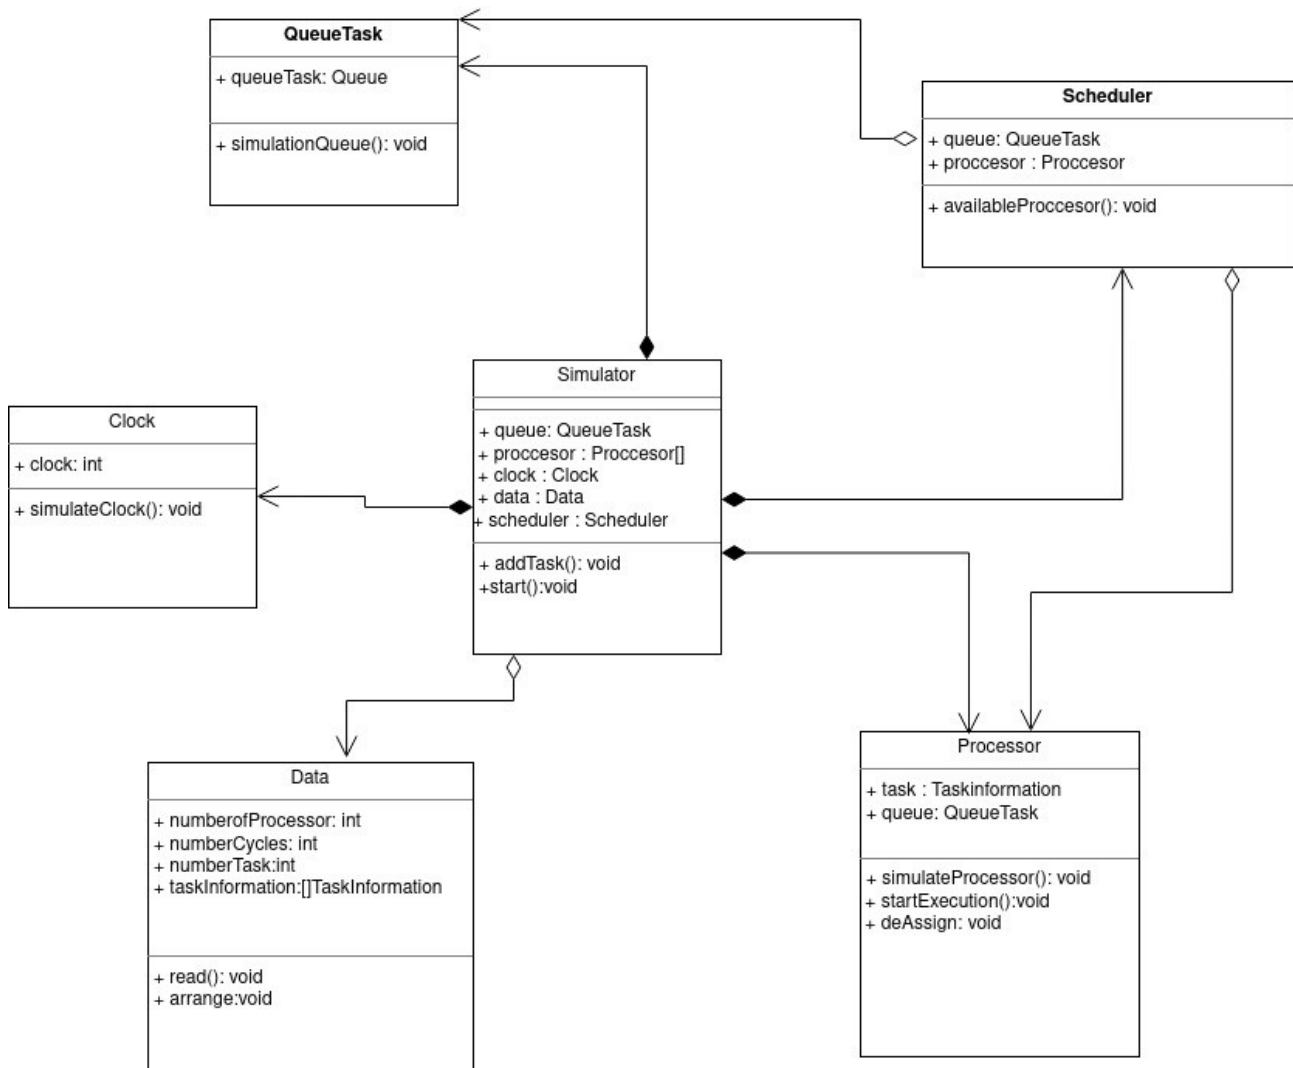 QueueTask
+ queueTask: Queue
+ simulationQueue(): void
Scheduler
+ queue: QueueTask
+ proccesor : Proccesor
+ availableProccesor(): void
Simulator
+ queue: QueueTask
+ proccesor : Proccesor[]
+ clock : Clock
+ data : Data
+ scheduler : Scheduler
+ addTask(): void
+start():void
Clock
+ clock: int
+ simulateClock(): void
Data
+ numberofProcessor: int
+ numberCycles: int
+ numberTask:int
+ taskInformation:[]TaskInformation
+ read(): void
+ arrange:void
Processor
+ task : Taskinformation
+ queue: QueueTask
+ simulateProcessor(): void
+ startExecution():void
+ deAssign: void